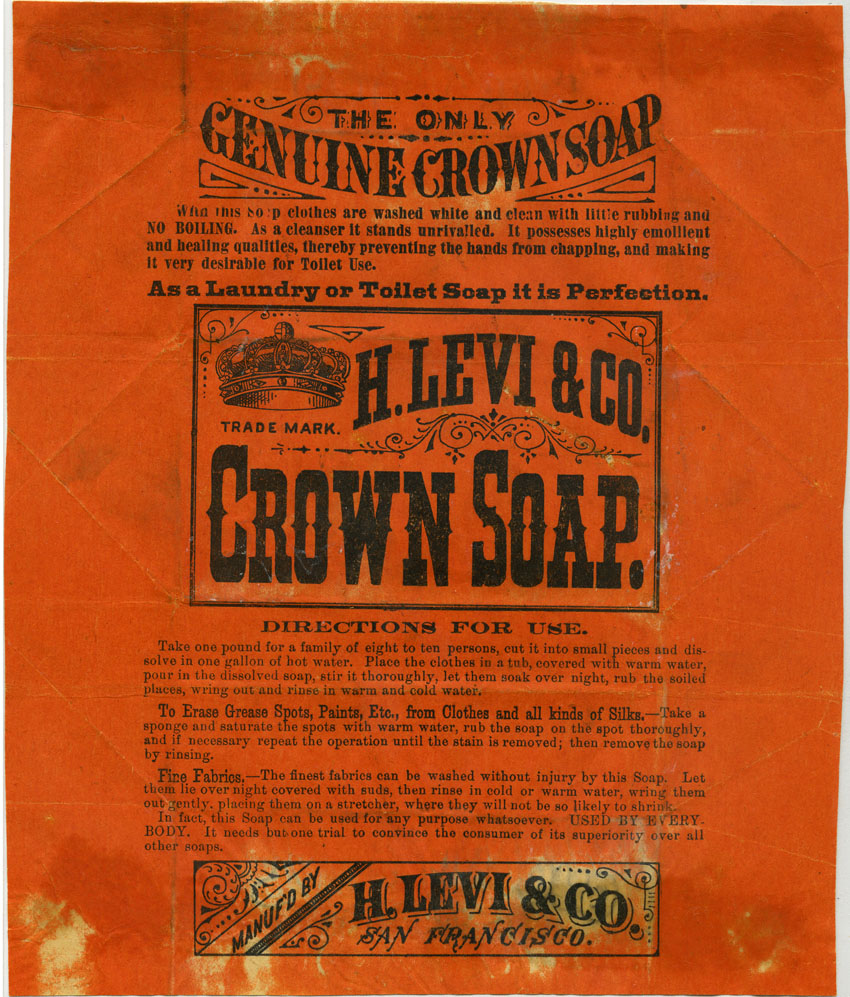 THE ONLY
GENUINE CROWN SOAP
With this Soap clothes are washed white and clean with little rubbing and
NO BOILING. As a cleanser it stands unrivalled. It possesses highly emollient
and healing qualities, thereby preventing the hands from chapping, and making
it very desirable for Toilet Use.
As a Laundry or Toilet Soap it is Perfection.
H. LEVI & CO.
TRADE MARK.
CROWN SOAP.
DIRECTIONS FOR USE.
Take one pound for a family of eight to ten persons, cut it into small pieces and dis-
solve in one gallon of hot water. Place the clothes in a tub, covered with warm water,
pour in the dissolved soap, stir it thoroughly, let them soak over night, rub the soiled
places, wring out and rinse in warm and cold water.
To Erase Grease Spots, Paints, Etc., from Clothes and all kinds of Silks.—Take a
sponge and saturate the spots with warm water, rub the soap on the spot thoroughly,
and if necessary repeat the operation until the stain is removed; then remove the soap
by rinsing.
Fine Fabrics.—The finest fabrics can be washed without injury by this Soap. Let
them lie over night covered with suds, then rinse in cold or warm water, wring them
out gently, placing them on a stretcher, where they will not be so likely to shrink.
In fact, this Soap can be used for any purpose whatsoever. USED BY EVERY-
BODY. It needs but one trial to convince the consumer of its superiority over all
other soaps.
MANUF'D BY
H. LEVI & CO.
SAN FRANCISCO.